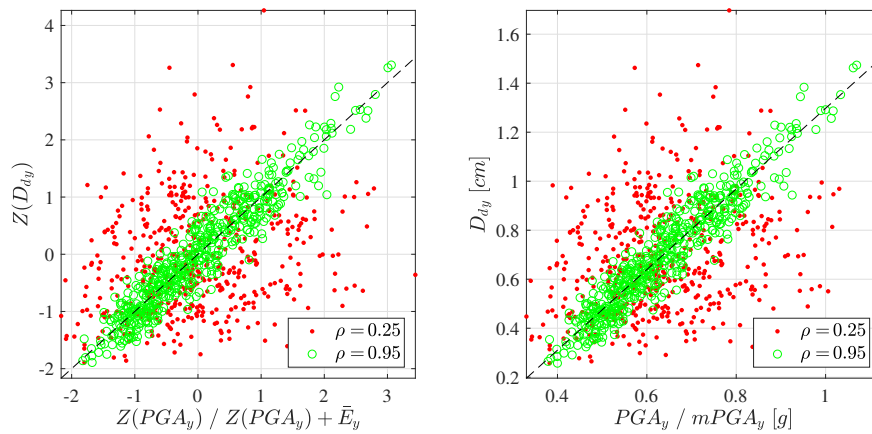 4
3
2
1
0
-1
-2
Z(D_{dy})
-2 -1 0 1 2 3
Z(PGA_y) / Z(PGA_y) + Ē_y
ρ = 0.25
ρ = 0.95
1.6
1.4
1.2
1
0.8
0.6
0.4
0.2
D_{dy} [cm]
0.4 0.6 0.8 1
PGA_y / mPGA_y [g]
ρ = 0.25
ρ = 0.95